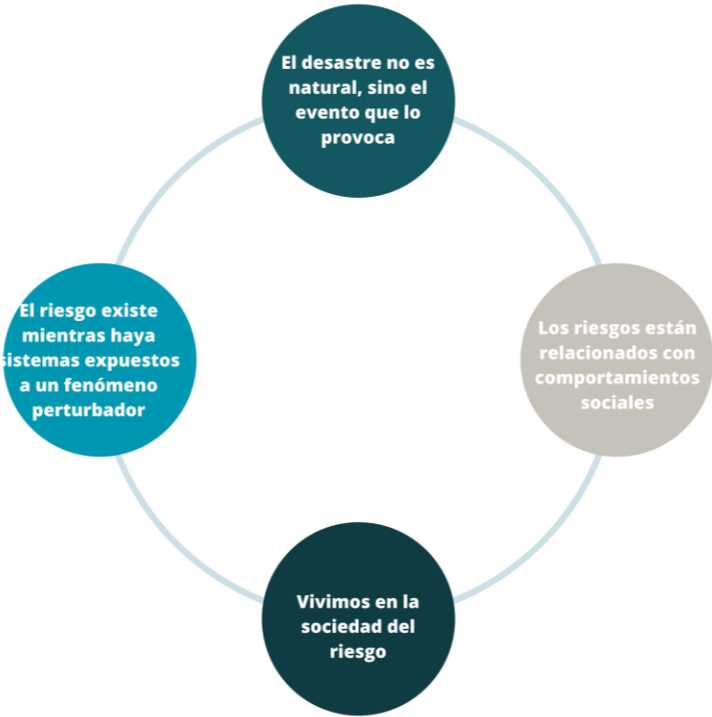 El desastre no es
natural, sino el
evento que lo
provoca
El riesgo existe
mientras haya
sistemas expuestos
a un fenómeno
perturbador
Los riesgos están
relacionados con
comportamientos
sociales
Vivimos en la
sociedad del
riesgo